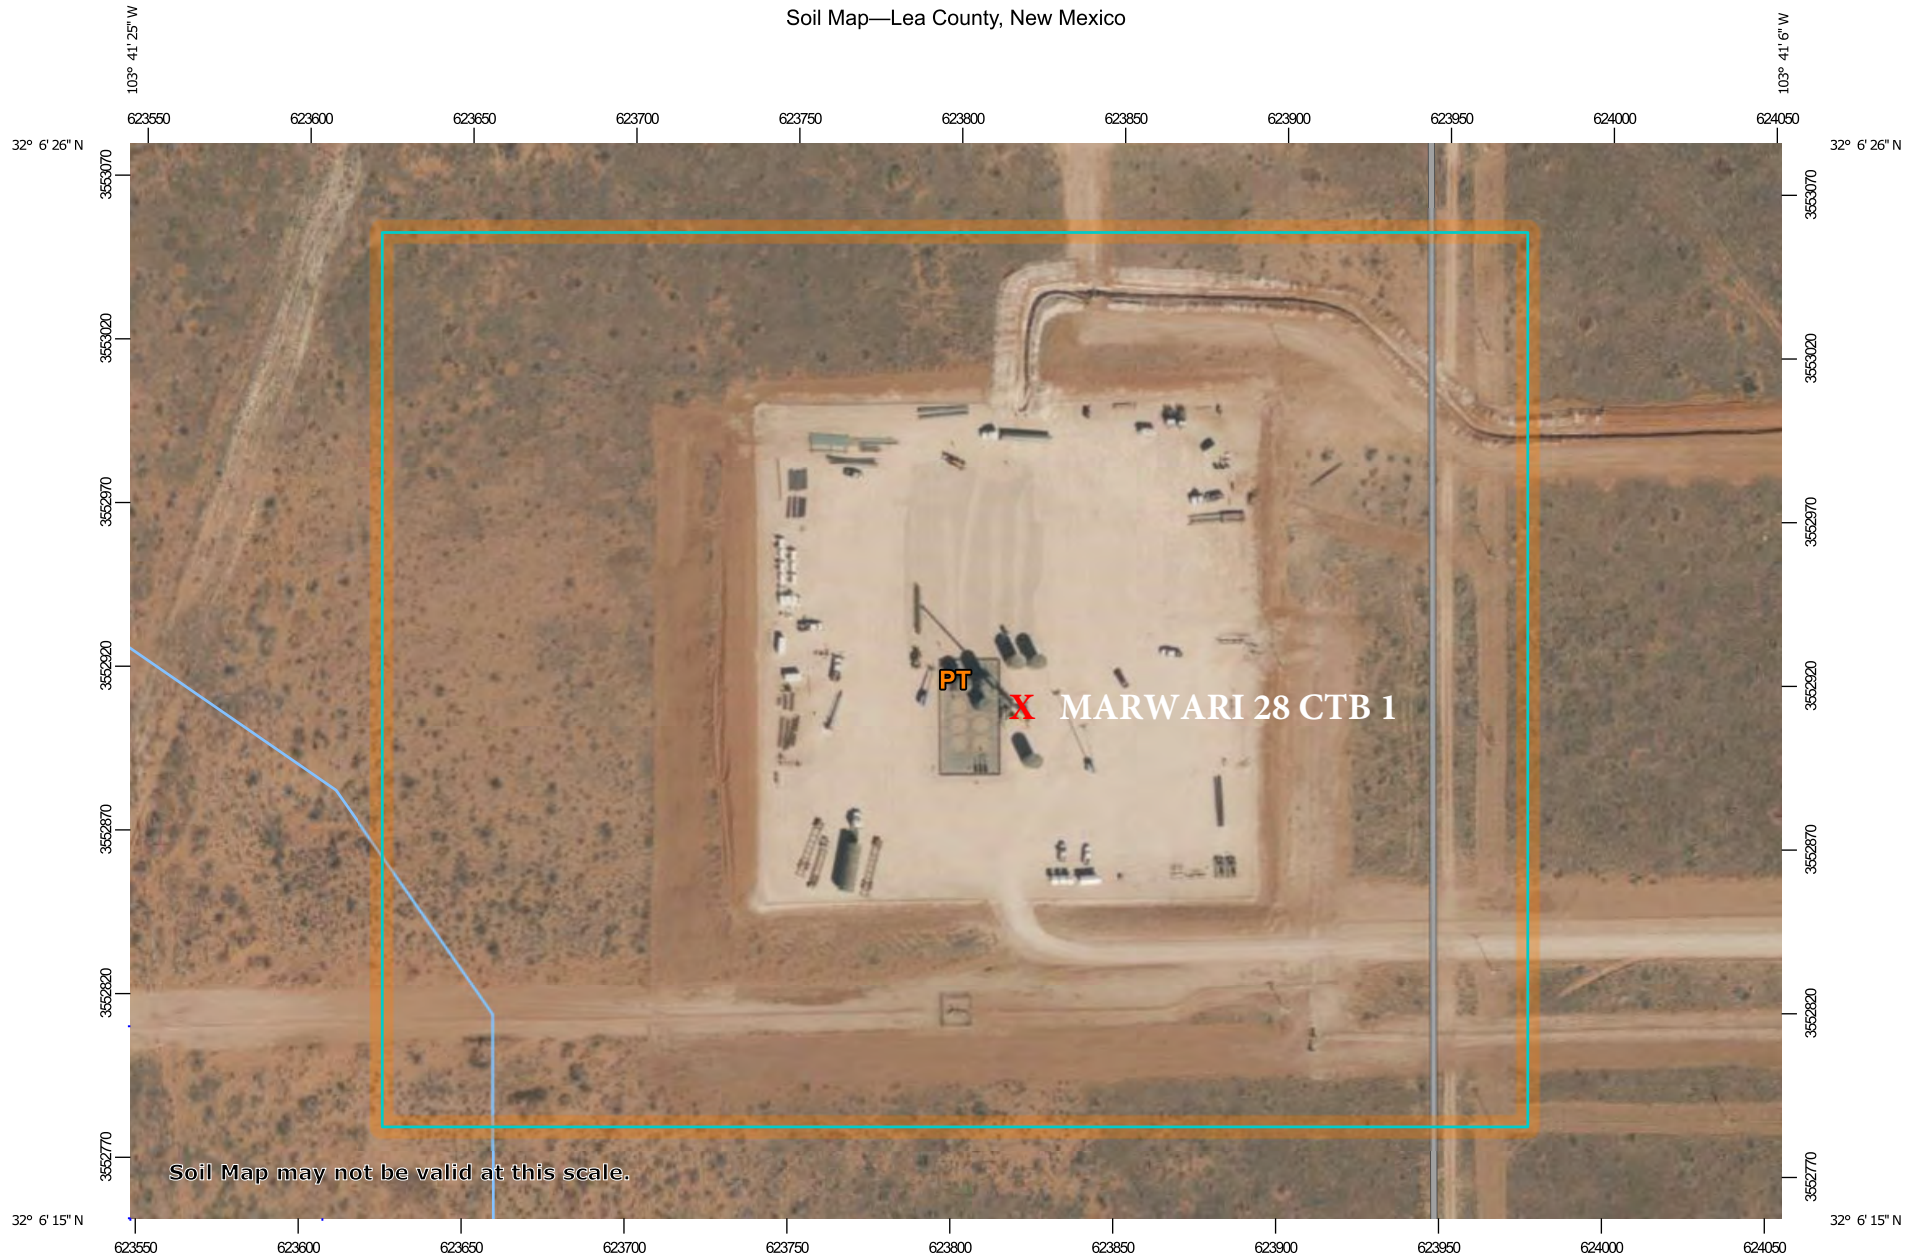 Soil Map—Lea County, New Mexico
103° 41' 25" W
103° 41' 6" W
623550 623600 623650 623700 623750 623800 623850 623900 623950 624000 624050
32° 6' 26" N
32° 6' 26" N
3553070
3553070
3553020
3553020
3552970
3552970
3552920
3552920
PT
X MARWARI 28 CTB 1
3552870
3552870
3552820
3552820
3552770
3552770
Soil Map may not be valid at this scale.
32° 6' 15" N
32° 6' 15" N
623550 623600 623650 623700 623750 623800 623850 623900 623950 624000 624050